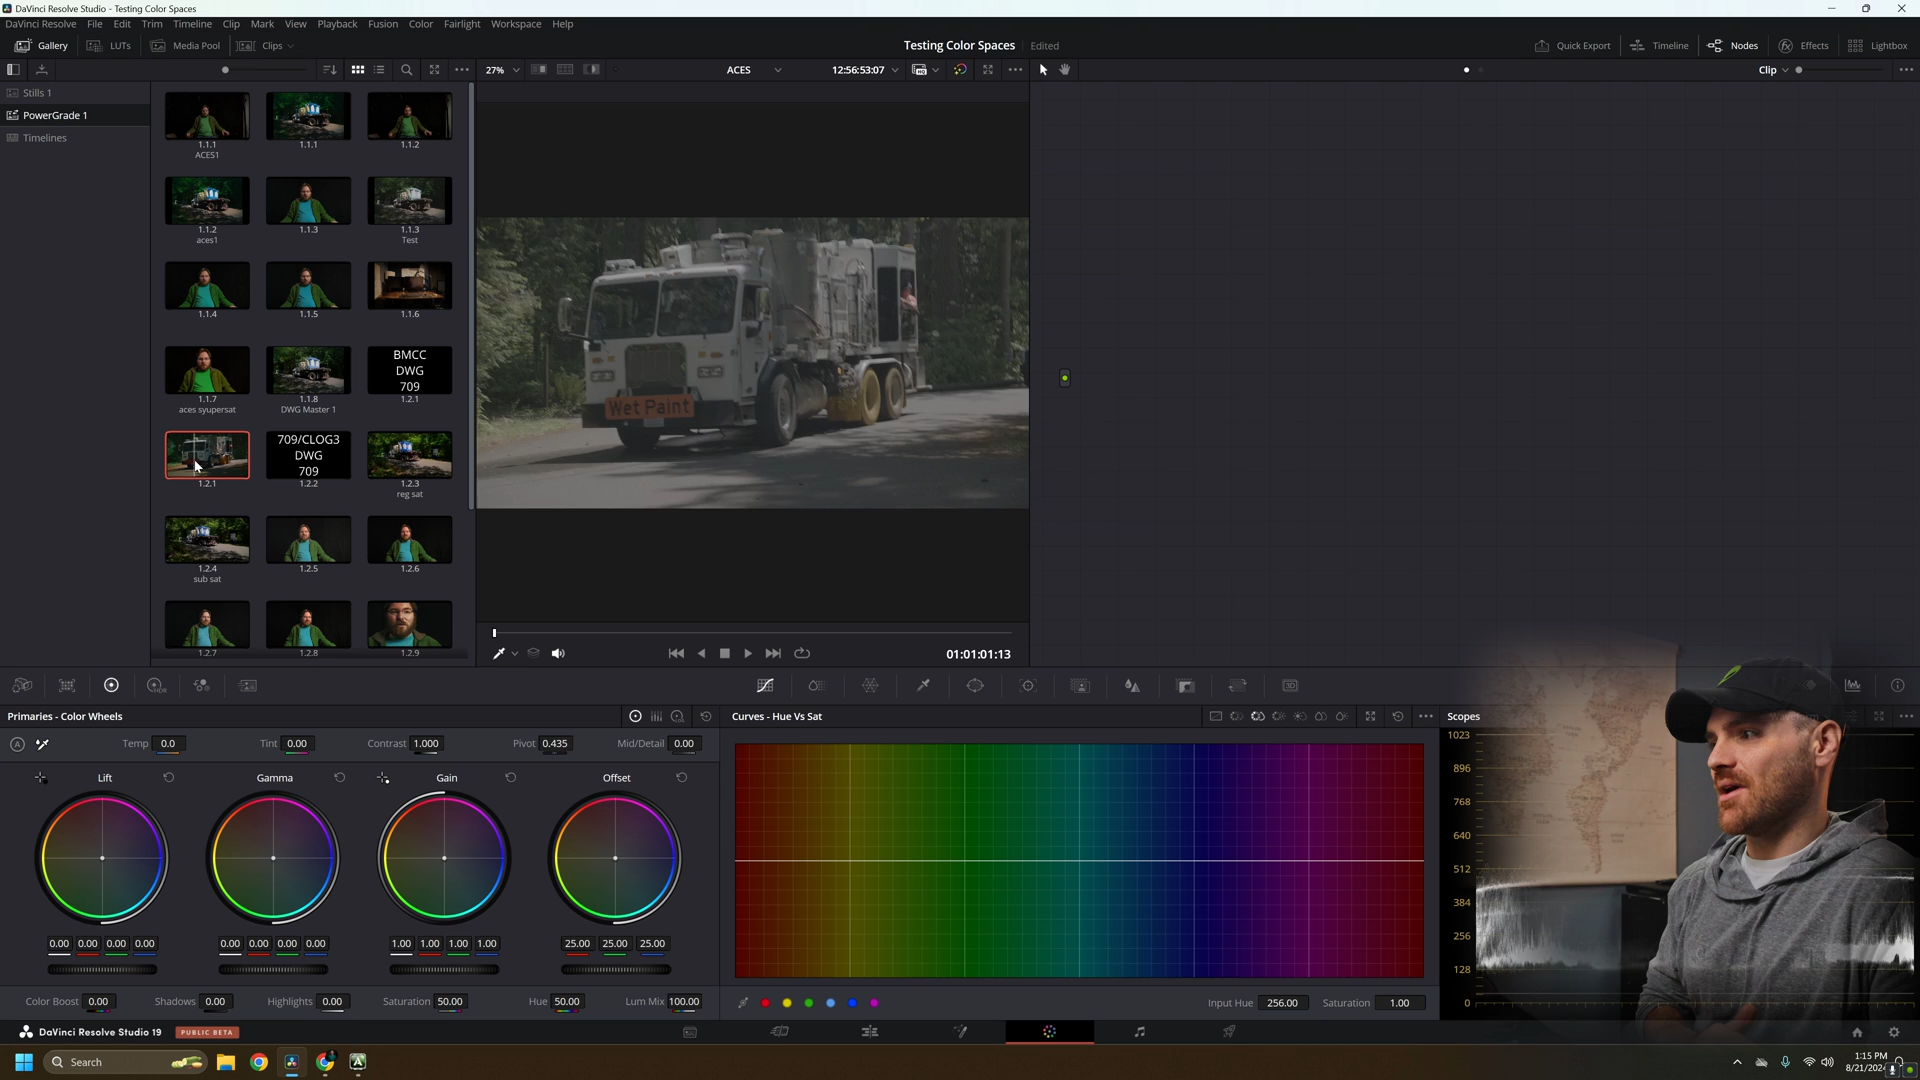 DaVinci Resolve Studio - Testing Color Spaces
DaVinci Resolve File Edit Trim Timeline Clip Mark View Playback Fusion Color Fairlight Workspace Help
Gallery LUTs Media Pool Clips Testing Color Spaces Edited Quick Export Timeline Nodes Effects Lightbox
27% ACES 12:56:53:07 Clip
Stills 1
PowerGrade 1
Timelines
1.1.1 1.1.1 1.1.2
ACES1
1.1.2 1.1.3 1.1.3
aces1 Test
1.1.4 1.1.5 1.1.6
BMCC
DWG
709
1.1.7 1.1.8 1.2.1
aces syupersat DWG Master 1
709/CLOG3
DWG
709
1.2.1 1.2.2 1.2.3
reg sat
1.2.4 1.2.5 1.2.6
sub sat
1.2.7 1.2.8 1.2.9
Wet Paint
01:01:01:13
Primaries - Color Wheels Curves - Hue Vs Sat Scopes
Temp 0.0 Tint 0.00 Contrast 1.000 Pivot 0.435 Mid/Detail 0.00
Lift Gamma Gain Offset
0.00 0.00 0.00 0.00 0.00 0.00 0.00 0.00 1.00 1.00 1.00 1.00 25.00 25.00 25.00
Color Boost 0.00 Shadows 0.00 Highlights 0.00 Saturation 50.00 Hue 50.00 Lum Mix 100.00
Input Hue 256.00 Saturation 1.00
1023
896
768
640
512
384
256
128
0
DaVinci Resolve Studio 19 PUBLIC BETA
Search
1:15 PM